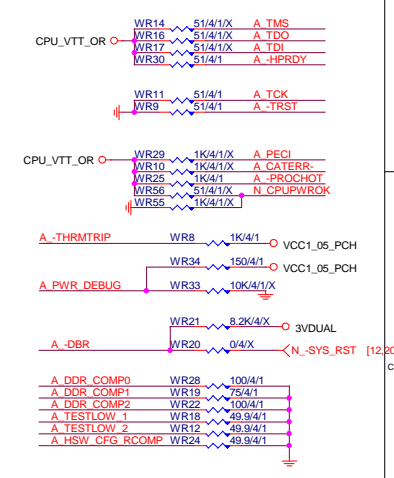 WR14 51/4/1/X A_TMS
CPU_VTT_OR WR16 51/4/1/X A_TDO
WR17 51/4/1/X A_TDI
WR30 51/4/1 A_-HPRDY
WR11 51/4/1 A_TCK
WR9 51/4/1 A_-TRST
CPU_VTT_OR WR29 1K/4/1/X A_PECI
WR10 1K/4/1/X A_CATERR-
WR25 1K/4/1 A_-PROCHOT
WR56 51/4/1/X N_CPUPWROK
WR55 1K/4/1/X
A_-THRMTRIP WR8 1K/4/1 VCC1_05_PCH
WR34 150/4/1 VCC1_05_PCH
A_PWR_DEBUG WR33 10K/4/1/X
WR21 8.2K/4/X 3VDUAL
A_-DBR WR20 0/4/X N_-SYS_RST [12,20
C
A_DDR_COMP0 WR28 100/4/1
A_DDR_COMP1 WR19 75/4/1
A_DDR_COMP2 WR22 100/4/1
A_TESTLOW_1 WR18 49.9/4/1
A_TESTLOW_2 WR12 49.9/4/1
A_HSW_CFG_RCOMP WR24 49.9/4/1